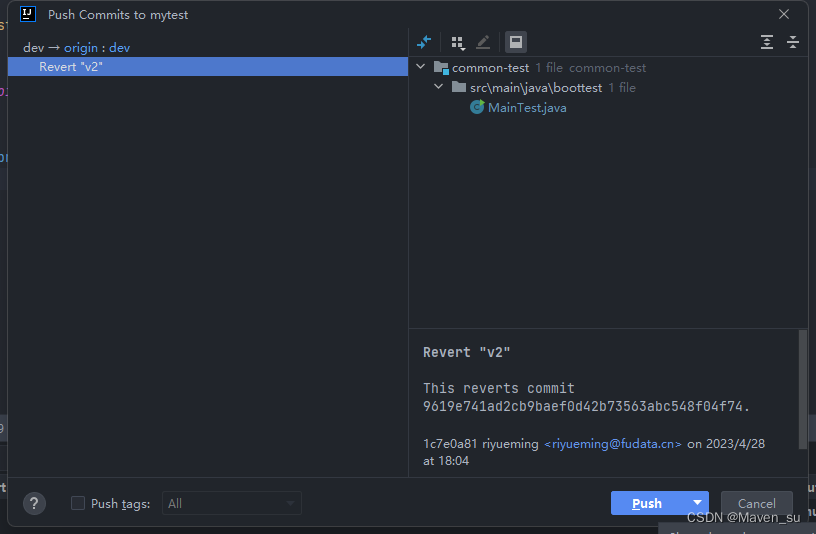 Push Commits to mytest
dev → origin : dev
Revert "v2"
common-test 1 file common-test
src\main\java\boottest 1 file
MainTest.java
Revert "v2"
This reverts commit
9619e741ad2cb9baef0d42b73563abc548f04f74.
1c7e0a81 riyueming <riyueming@fudata.cn> on 2023/4/28
at 18:04
?
Push tags:
All
Push
Cancel
CSDN @Maven_su